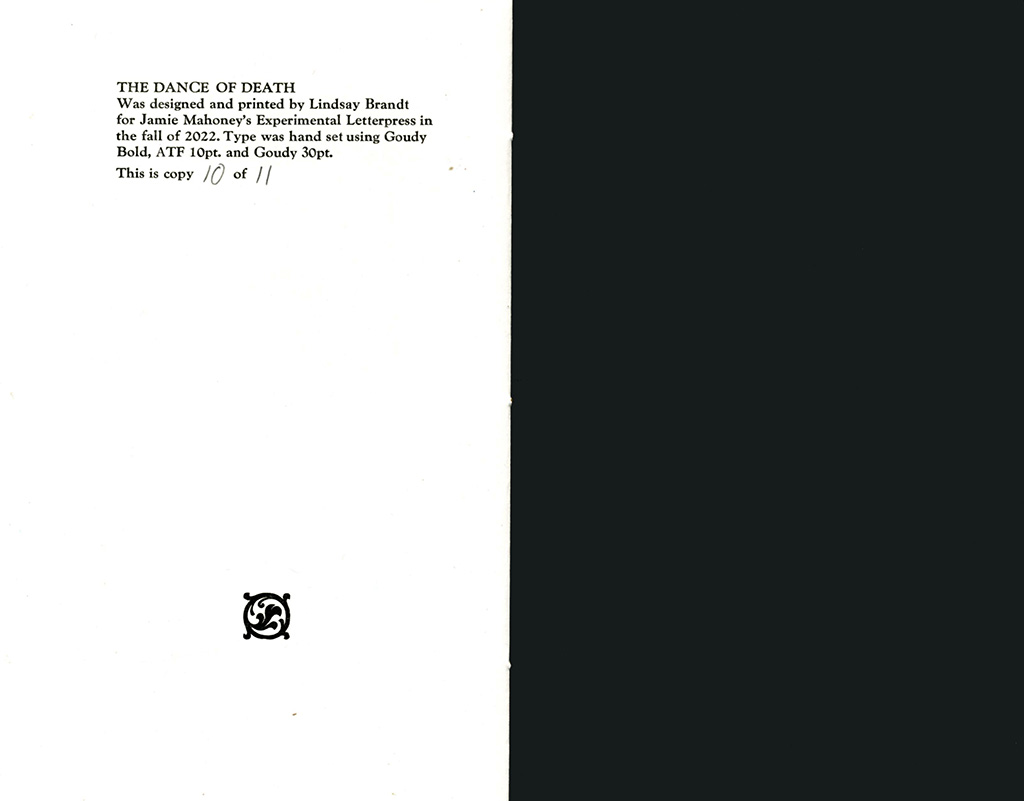 THE DANCE OF DEATH
Was designed and printed by Lindsay Brandt
for Jamie Mahoney's Experimental Letterpress in
the fall of 2022. Type was hand set using Goudy
Bold, ATF 10pt. and Goudy 30pt.
This is copy 10 of 11